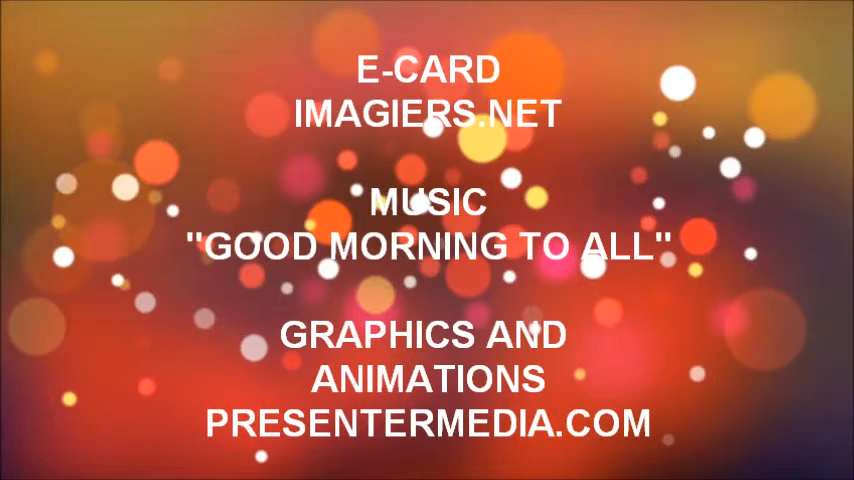 E-CARD
IMAGIERS.NET
MUSIC
"GOOD MORNING TO ALL"
GRAPHICS AND
ANIMATIONS
PRESENTERMEDIA.COM